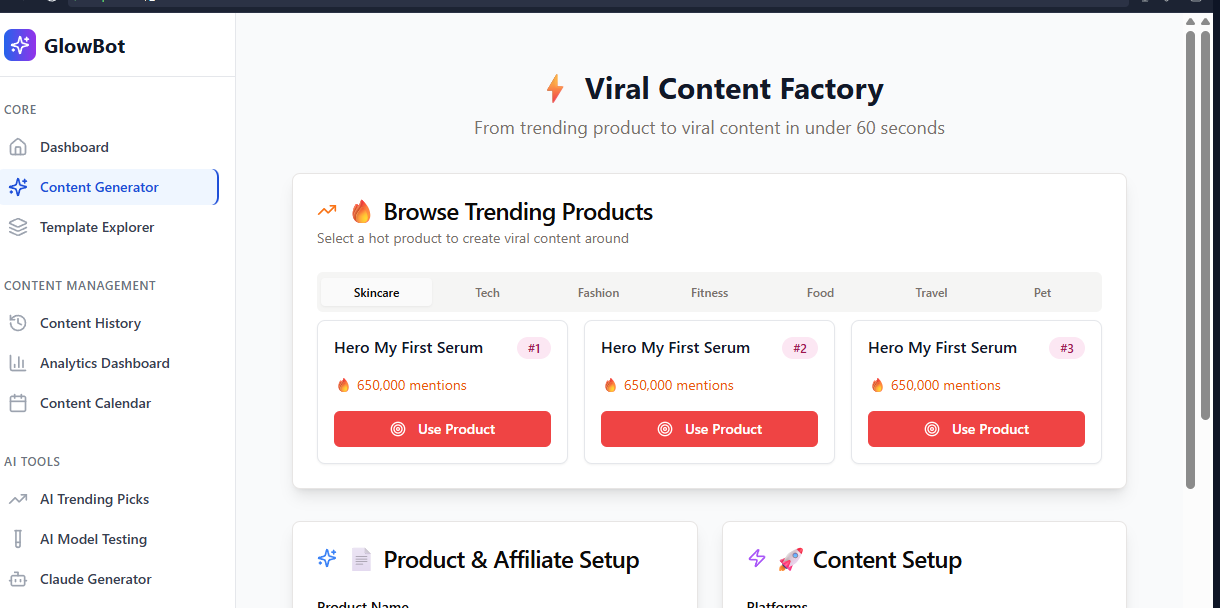 GlowBot
CORE
Dashboard
Content Generator
Template Explorer
CONTENT MANAGEMENT
Content History
Analytics Dashboard
Content Calendar
AI TOOLS
AI Trending Picks
AI Model Testing
Claude Generator
Viral Content Factory
From trending product to viral content in under 60 seconds
Browse Trending Products
Select a hot product to create viral content around
Skincare Tech Fashion Fitness Food Travel Pet
Hero My First Serum #1
650,000 mentions
Use Product
Hero My First Serum #2
650,000 mentions
Use Product
Hero My First Serum #3
650,000 mentions
Use Product
Product & Affiliate Setup
Product Name
Content Setup
Platforms